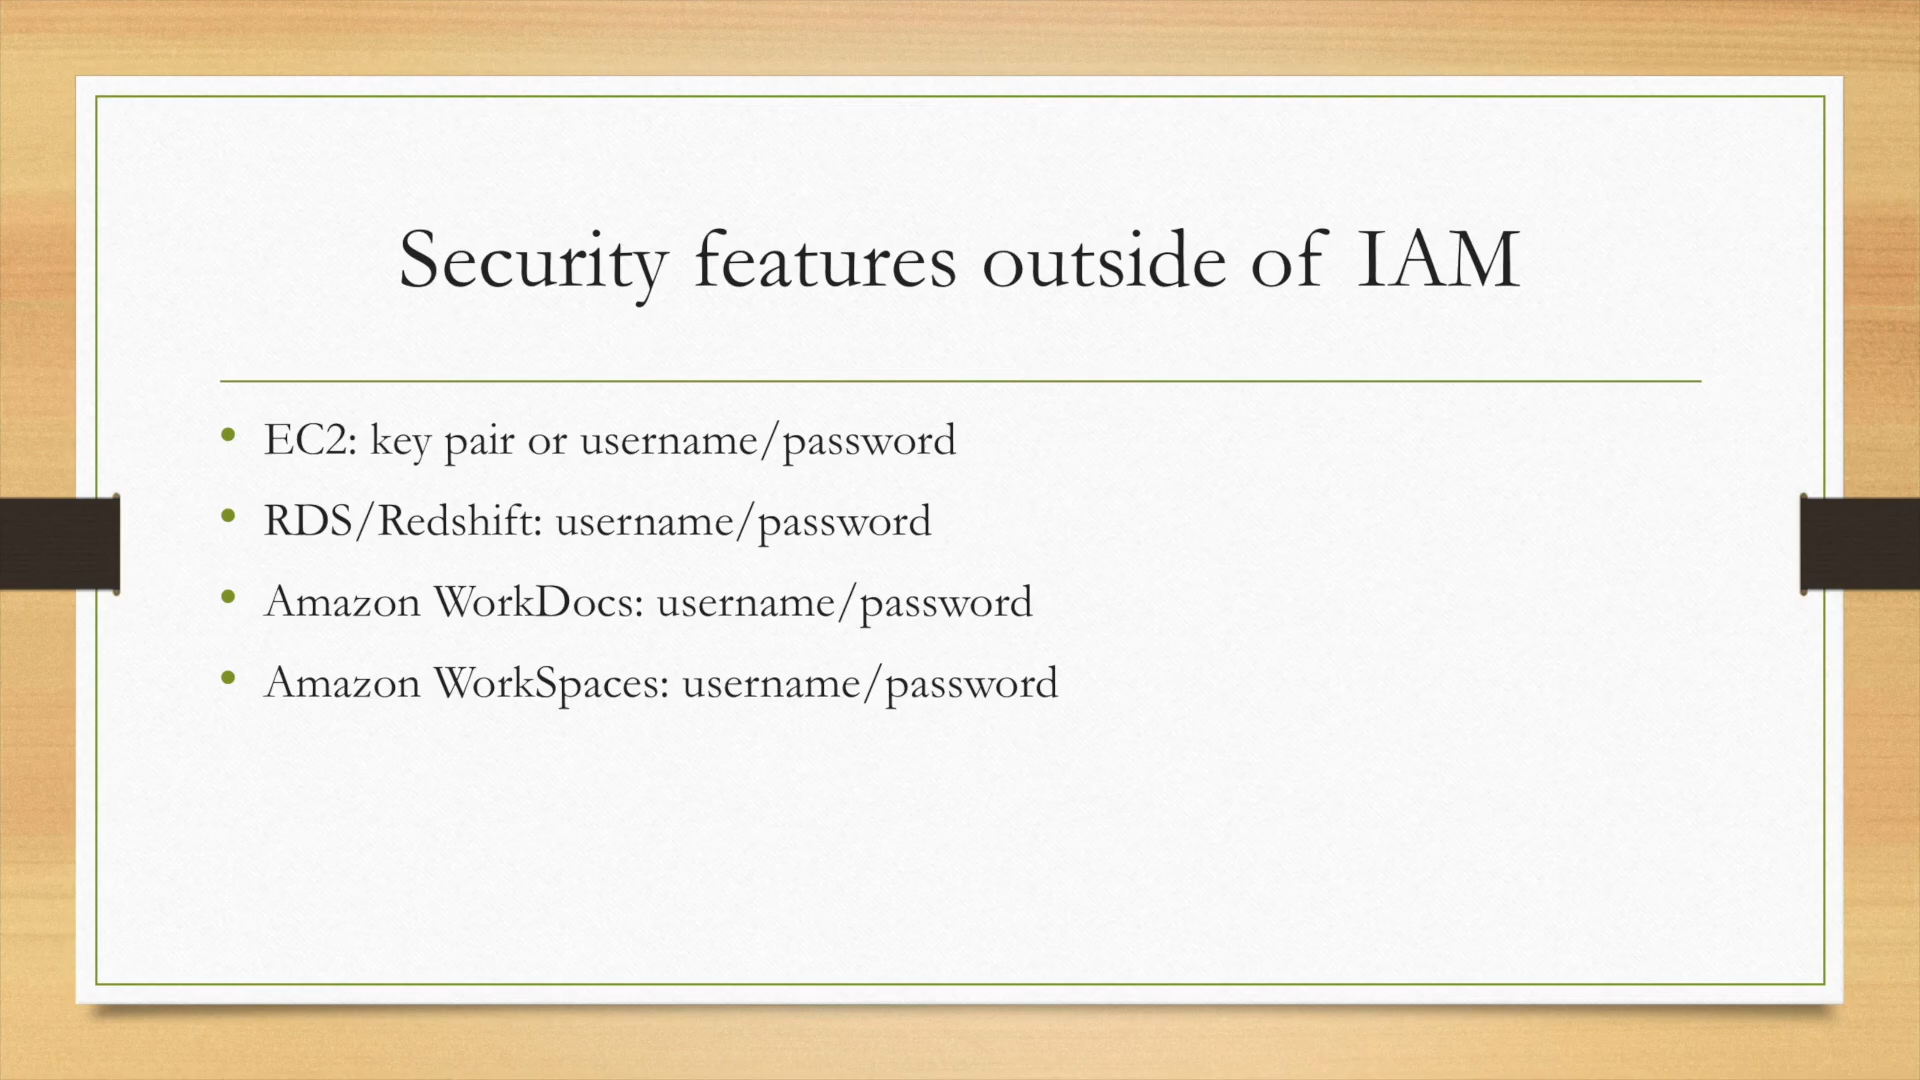 Security features outside of IAM
• EC2: key pair or username/password
• RDS/Redshift: username/password
• Amazon WorkDocs: username/password
• Amazon WorkSpaces: username/password